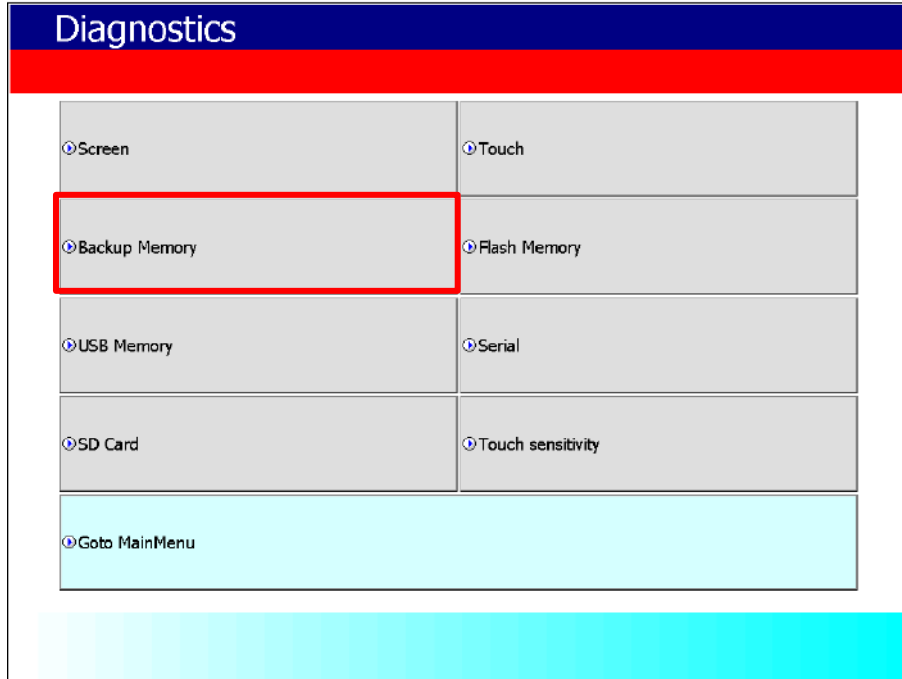 Diagnostics
Screen
Touch
Backup Memory
Flash Memory
USB Memory
Serial
SD Card
Touch sensitivity
Goto MainMenu